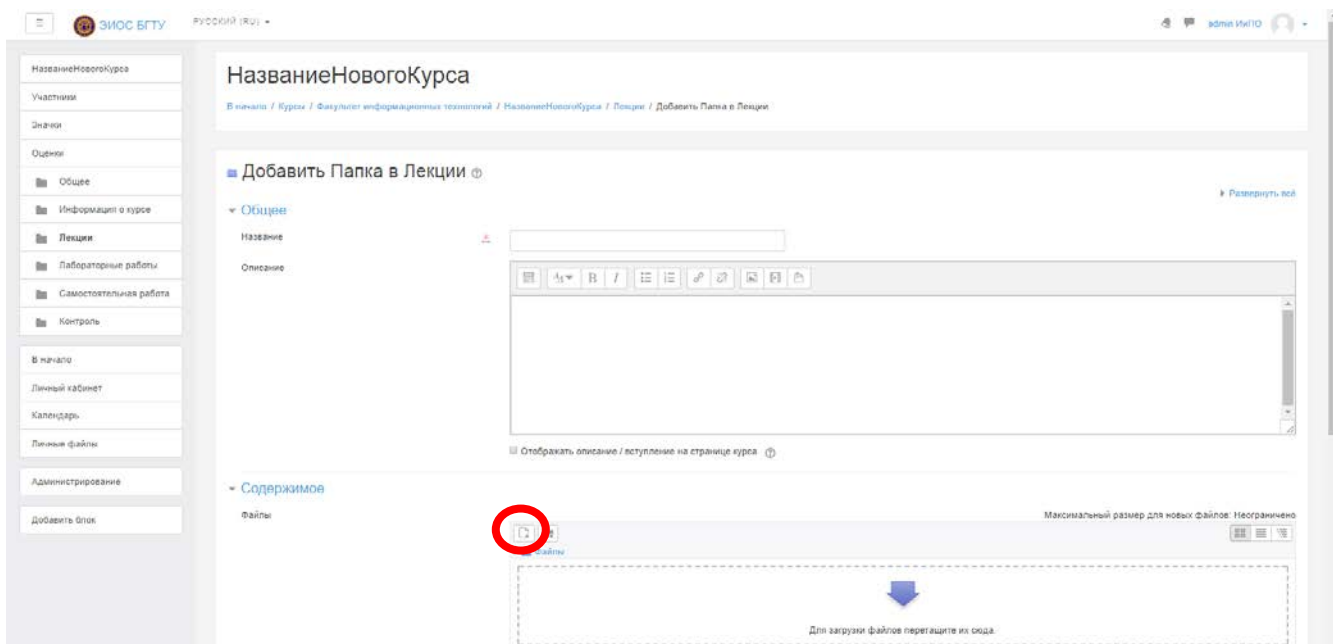 ЭИОС БГТУ
РУССКИЙ (RU)
admin ИиПО
НазваниеНовогоКурса
Участники
Значки
Оценки
Общее
Информация о курсе
Лекции
Лабораторные работы
Самостоятельная работа
Контроль
В начало
Личный кабинет
Календарь
Личные файлы
Администрирование
Добавить блок
НазваниеНовогоКурса
В начало / Курсы / Факультет информационных технологий / НазваниеНовогоКурса / Лекции / Добавить Папка в Лекции
Добавить Папка в Лекции
Развернуть всё
Общее
Название
Описание
Отображать описание / вступление на странице курса
Содержимое
Файлы
Максимальный размер для новых файлов: Неограничено
Файлы
Для загрузки файлов перетащите их сюда.